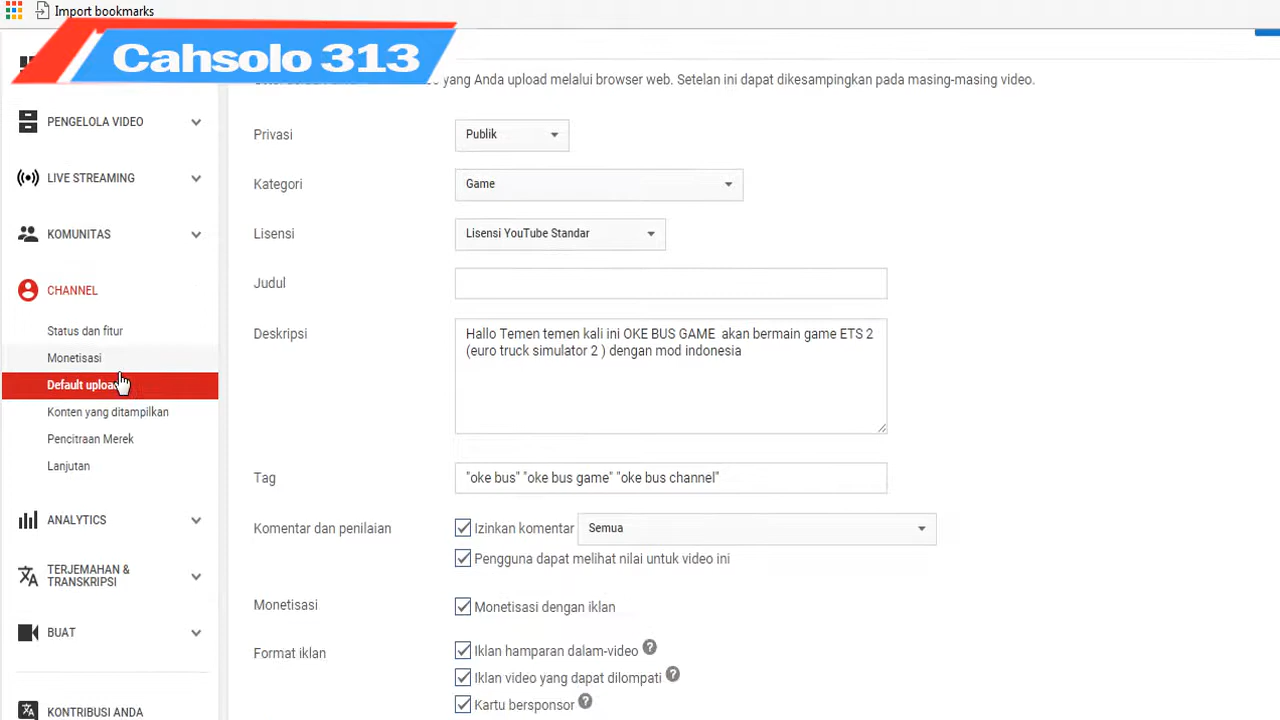 Import bookmarks
Cahsolo 313
yang Anda upload melalui browser web. Setelan ini dapat dikesampingkan pada masing-masing video.
PENGELOLA VIDEO
LIVE STREAMING
KOMUNITAS
CHANNEL
Status dan fitur
Monetisasi
Default upload
Konten yang ditampilkan
Pencitraan Merek
Lanjutan
ANALYTICS
TERJEMAHAN &
TRANSKRIPSI
BUAT
KONTRIBUSI ANDA
Privasi
Publik
Kategori
Game
Lisensi
Lisensi YouTube Standar
Judul
Deskripsi
Hallo Temen temen kali ini OKE BUS GAME akan bermain game ETS 2
(euro truck simulator 2 ) dengan mod indonesia
Tag
"oke bus" "oke bus game" "oke bus channel"
Komentar dan penilaian
Izinkan komentar
Semua
Pengguna dapat melihat nilai untuk video ini
Monetisasi
Monetisasi dengan iklan
Format iklan
Iklan hamparan dalam-video
Iklan video yang dapat dilompati
Kartu bersponsor